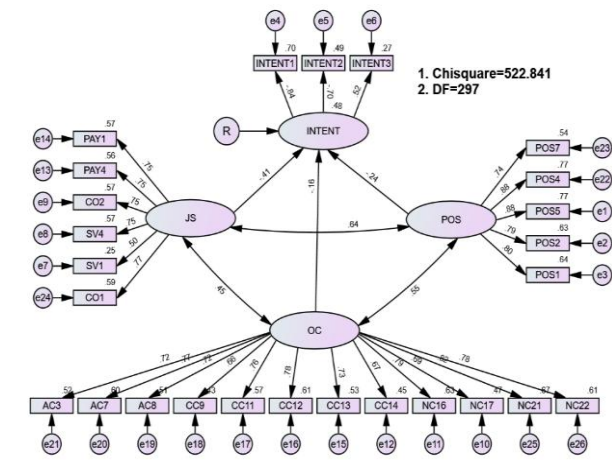 e4 e5 e6
.70 .49 .27
INTENT1 INTENT2 INTENT3
1. Chisquare=522.841
2. DF=297
-.84 -.70 .52
.48
R INTENT
.57 .54
e14 PAY1 POS7 e23
.56 .75 .74 .77
e13 PAY4 POS4 e22
.57 .75 -.41 -.24 .88 .77
e9 CO2 .75 -.16 .88 POS5 e1
.57 .75 JS POS .79 .63
e8 SV4 .50 .64 .80 POS2 e2
.25 .77 .64
e7 SV1 POS1 e3
.59
e24 CO1
.45 .55
OC
.72 .77 .72 .66 .76 .78 .73 .67 .79 .69 .78
.52 .60 .51 .57 .61 .53 .45 .63 .47 .61
AC3 AC7 AC8 CC9 CC11 CC12 CC13 CC14 NC16 NC17 NC21 NC22
e21 e20 e19 e18 e17 e16 e15 e12 e11 e10 e25 e26